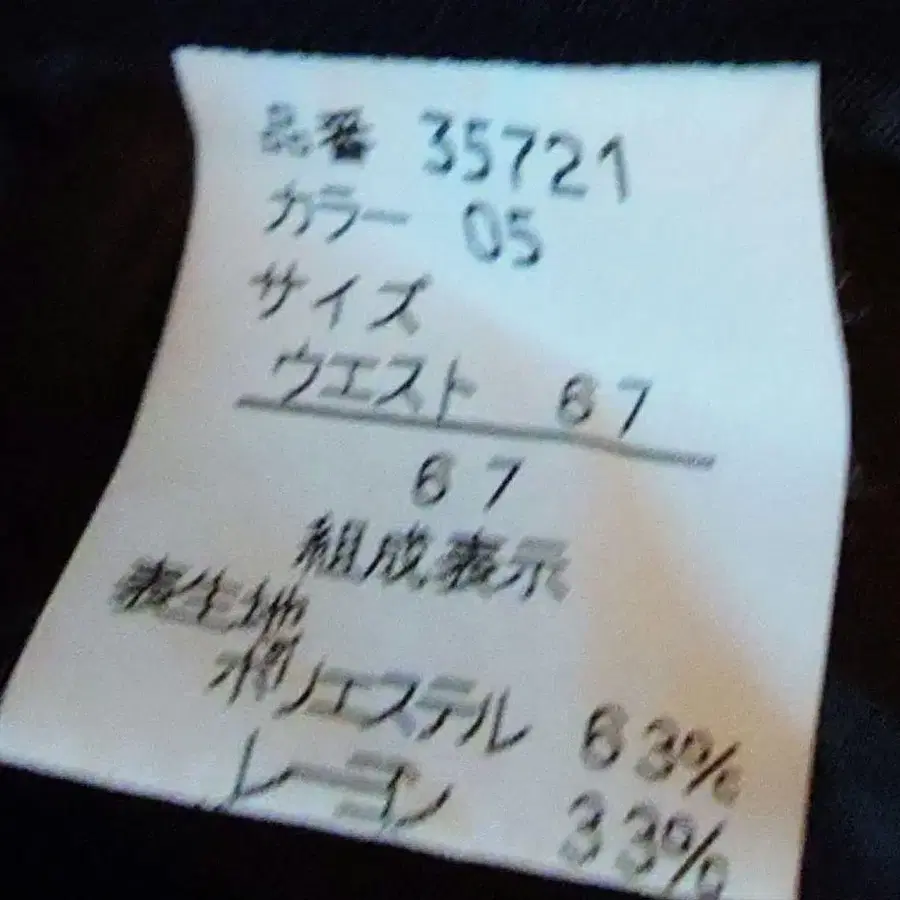 品番 35721
カラー 05
サイズ
ウエスト 67
67
組成表示
表生地
ポリエステル 63%
レーヨン 33%